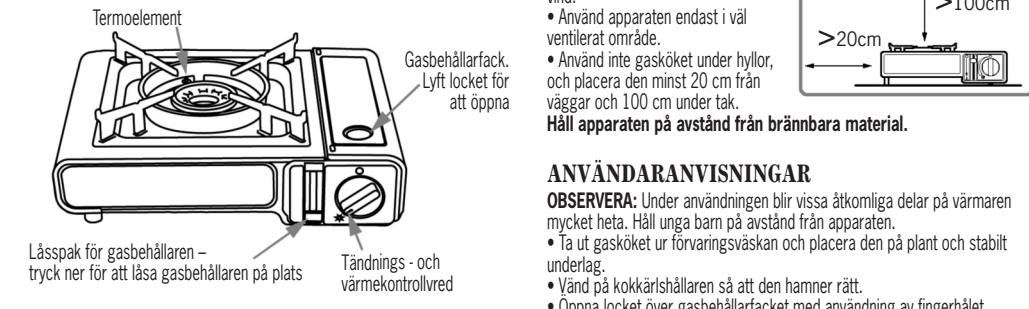 Termoelement
Gasbehållarfack.
Lyft locket för
att öppna
Låsspak för gasbehållaren –
tryck ner för att låsa gasbehållaren på plats
Tändnings - och
värmekontrollvred
vind.
• Använd apparaten endast i väl
ventilerat område.
• Använd inte gasköket under hyllor,
och placera den minst 20 cm från
väggar och 100 cm under tak.
Håll apparaten på avstånd från brännbara material.
>100cm
>20cm
ANVÄNDARANVISNINGAR
OBSERVERA: Under användningen blir vissa åtkomliga delar på värmaren
mycket heta. Håll unga barn på avstånd från apparaten.
• Ta ut gasköket ur förvaringsväskan och placera den på plant och stabilt
underlag.
• Vänd på kokkärlshållaren så att den hamner rätt.
• Öppna locket över gasbehållarfacket med användning av fingerhålet